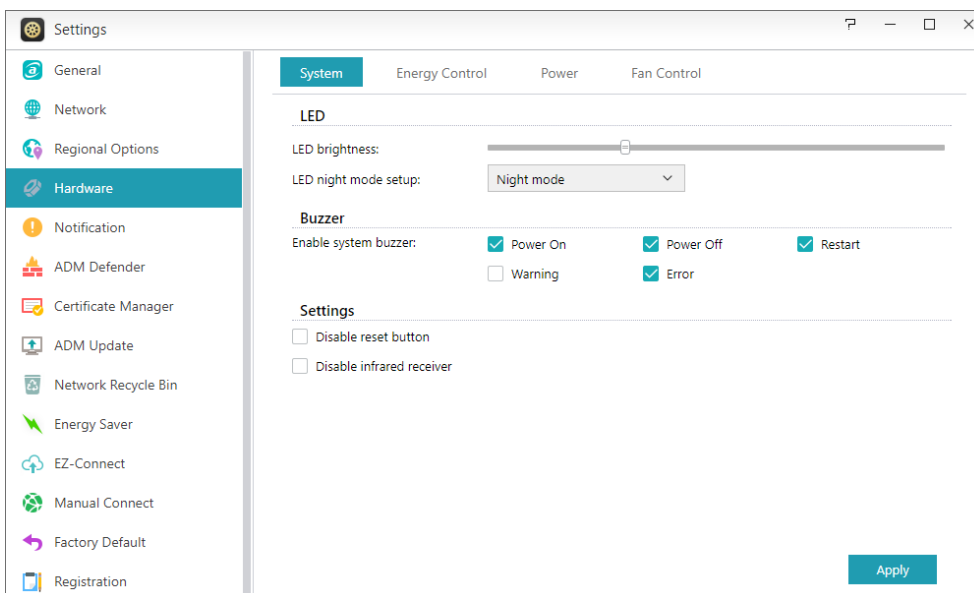 Settings
General
Network
Regional Options
Hardware
Notification
ADM Defender
Certificate Manager
ADM Update
Network Recycle Bin
Energy Saver
EZ-Connect
Manual Connect
Factory Default
Registration
System Energy Control Power Fan Control
LED
LED brightness:
LED night mode setup: Night mode
Buzzer
Enable system buzzer: Power On Power Off Restart
Warning Error
Settings
Disable reset button
Disable infrared receiver
Apply